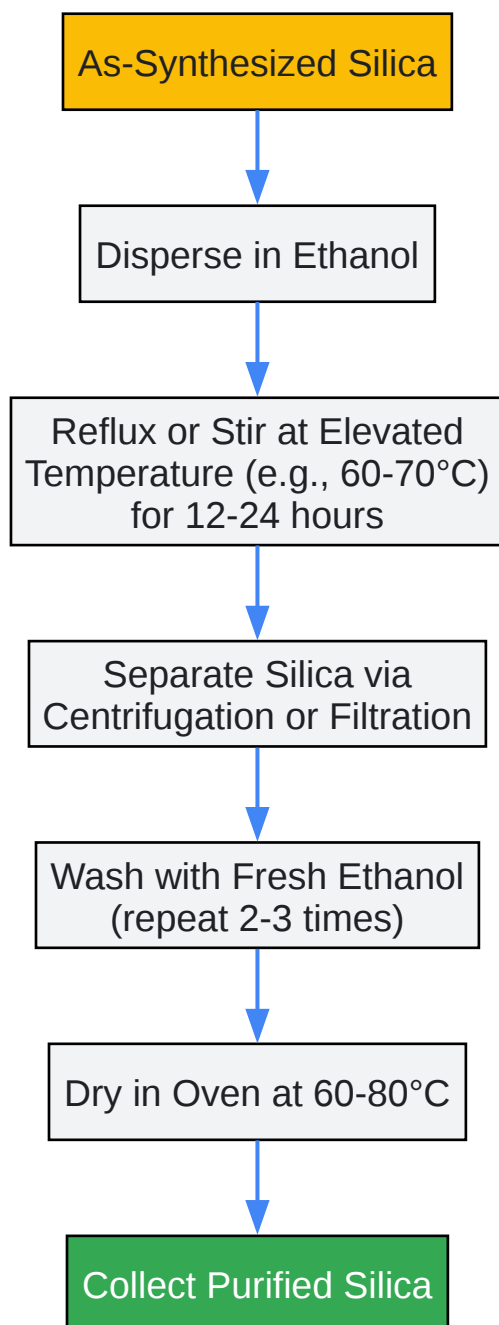 As-Synthesized Silica
Disperse in Ethanol
Reflux or Stir at Elevated
Temperature (e.g., 60-70°C)
for 12-24 hours
Separate Silica via
Centrifugation or Filtration
Wash with Fresh Ethanol
(repeat 2-3 times)
Dry in Oven at 60-80°C
Collect Purified Silica